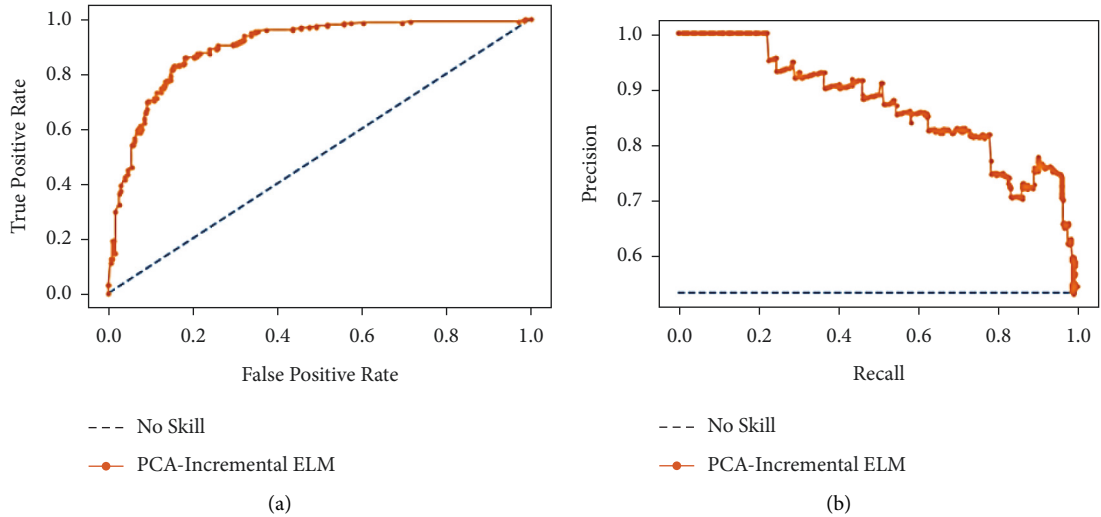 1.0
0.8
0.6
0.4
0.2
0.0
True Positive Rate
0.0 0.2 0.4 0.6 0.8 1.0
False Positive Rate
No Skill
PCA-Incremental ELM
(a)
1.0
0.9
0.8
0.7
0.6
Precision
0.0 0.2 0.4 0.6 0.8 1.0
Recall
No Skill
PCA-Incremental ELM
(b)